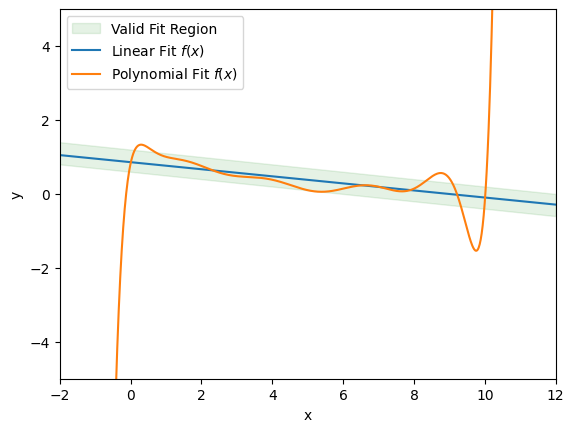 Valid Fit Region
Linear Fit f(x)
Polynomial Fit f(x)
4
2
0
−2
−4
y
−2 0 2 4 6 8 10 12
x